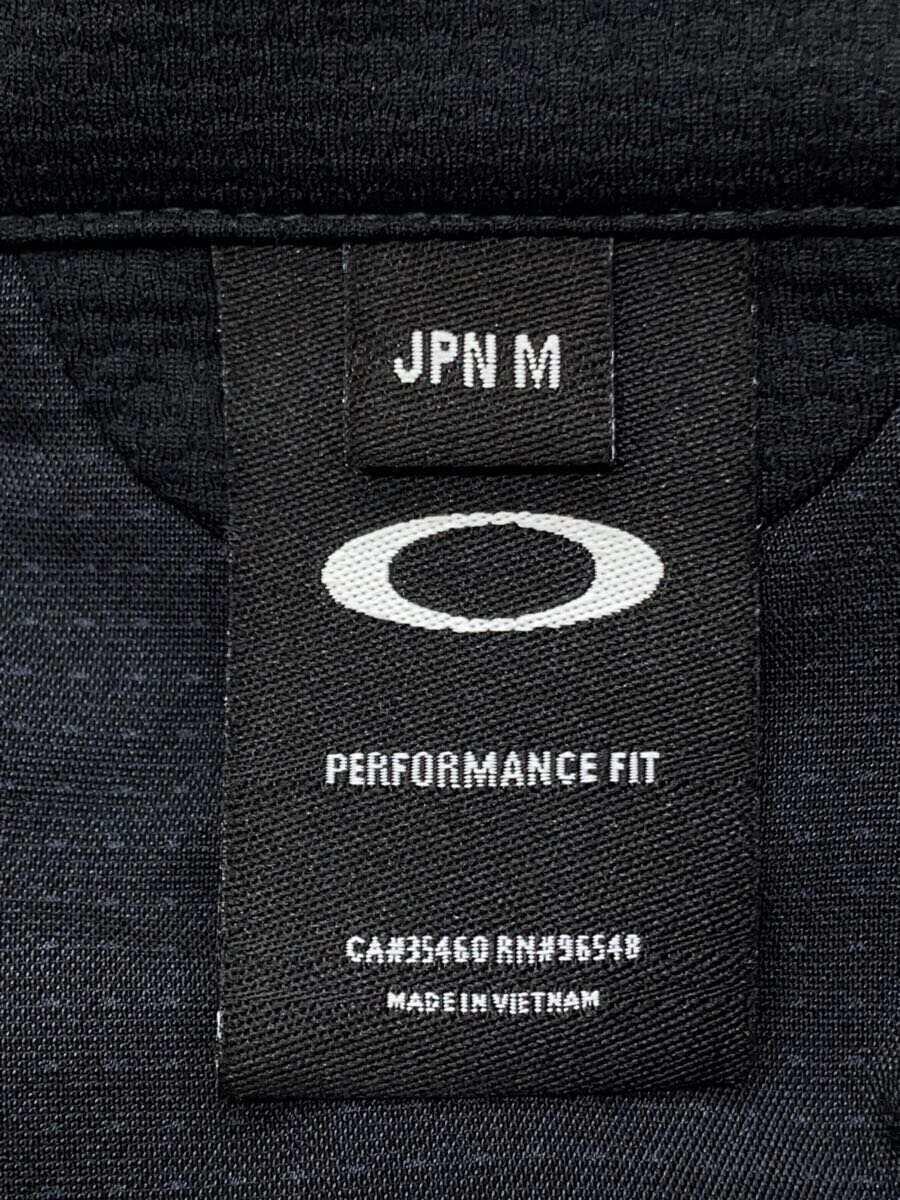 JPN M
PERFORMANCE FIT
CA#35460 RN#96548
MADE IN VIETNAM